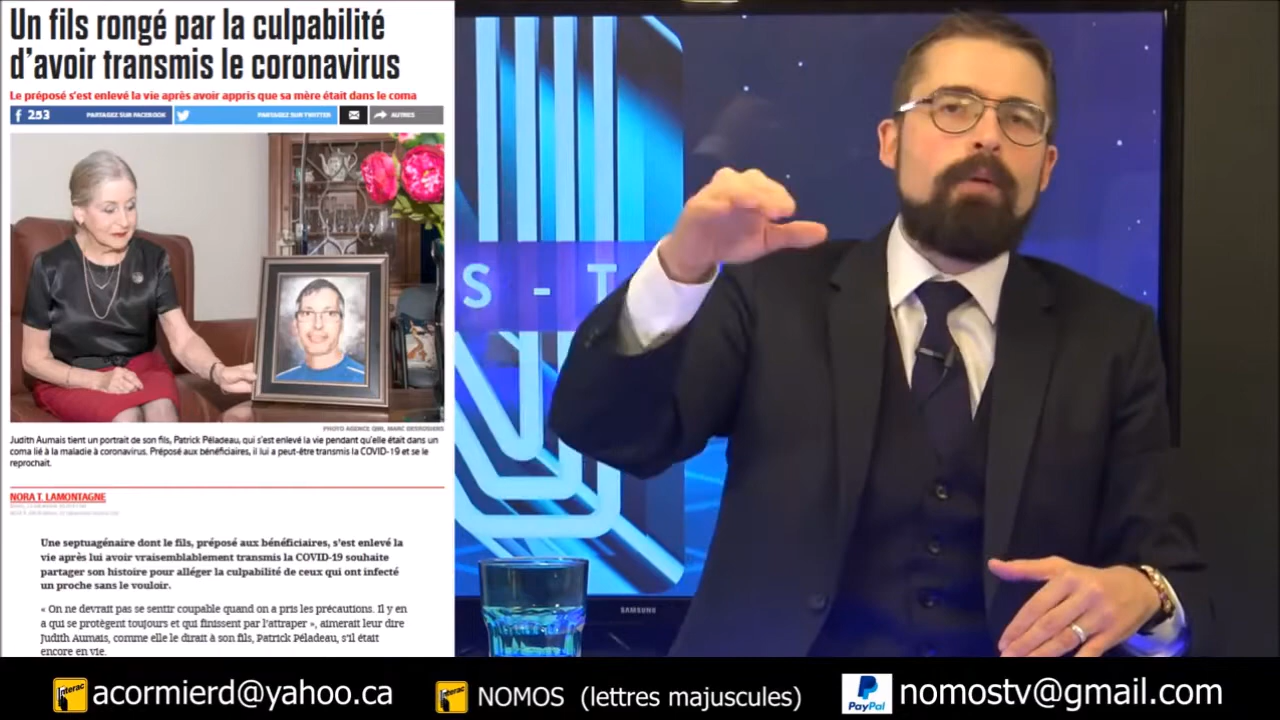 Un fils rongé par la culpabilité
d'avoir transmis le coronavirus
Le préposé s'est enlevé la vie après avoir appris que sa mère était dans le coma
253 PARTAGEZ SUR FACEBOOK PARTAGEZ SUR TWITTER AUTRES
PHOTO AGENCE QMI, MARC DESROSIERS
Judith Aumais tient un portrait de son fils, Patrick Péladeau, qui s'est enlevé la vie pendant qu'elle était dans un
coma lié à la maladie à coronavirus. Préposé aux bénéficiaires, il lui a peut-être transmis la COVID-19 et se le
reprochait.
NORA T. LAMONTAGNE
Une septuagénaire dont le fils, préposé aux bénéficiaires, s'est enlevé la
vie après lui avoir vraisemblablement transmis la COVID-19 souhaite
partager son histoire pour alléger la culpabilité de ceux qui ont infecté
un proche sans le vouloir.
« On ne devrait pas se sentir coupable quand on a pris les précautions. Il y en
a qui se protègent toujours et qui finissent par l'attraper », aimerait leur dire
Judith Aumais, comme elle le dirait à son fils, Patrick Péladeau, s'il était
encore en vie.
S - T
SAMSUNG
Interac acormierd@yahoo.ca
Interac NOMOS (lettres majuscules)
PayPal nomostv@gmail.com